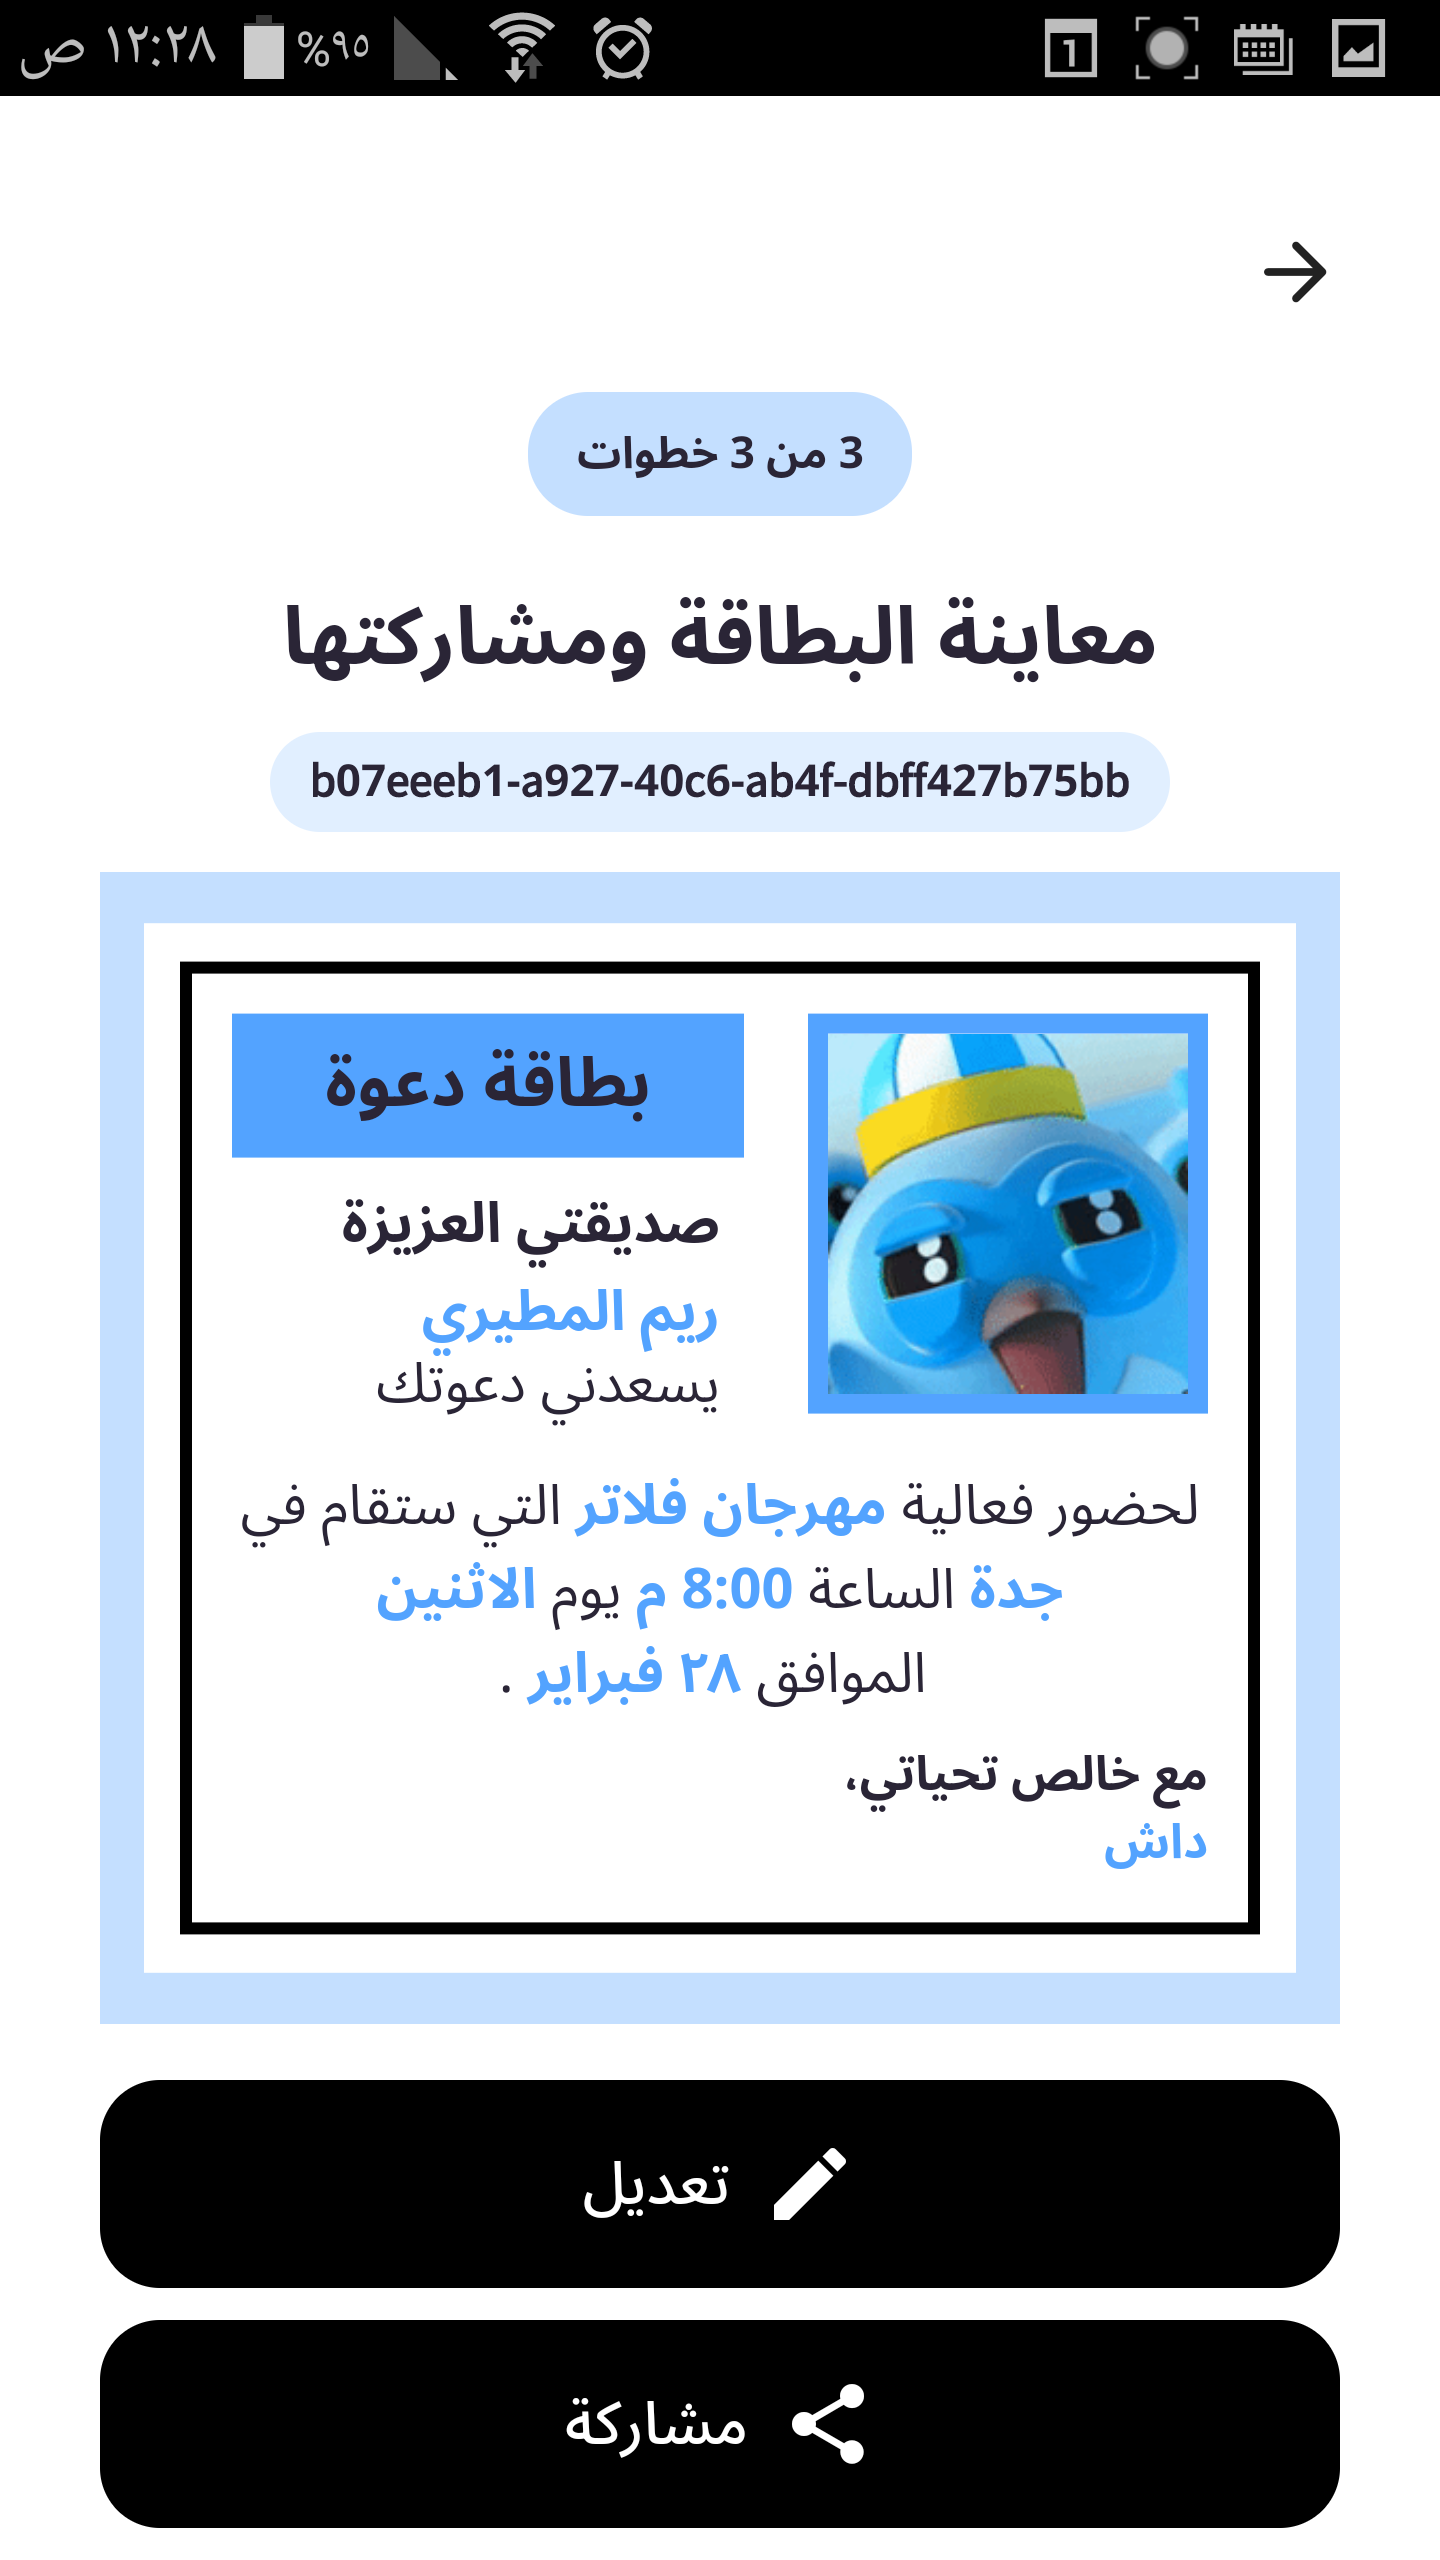 ١٢:٢٨ ص
%٩٥
1
3 من 3 خطوات
معاينة البطاقة ومشاركتها
b07eeeb1-a927-40c6-ab4f-dbff427b75bb
بطاقة دعوة
صديقتي العزيزة
ريم المطيري
يسعدني دعوتك
لحضور فعالية مهرجان فلاتر التي ستقام في
جدة الساعة 8:00 م يوم الاثنين
الموافق ٢٨ فبراير .
مع خالص تحياتي،
داش
تعديل
مشاركة